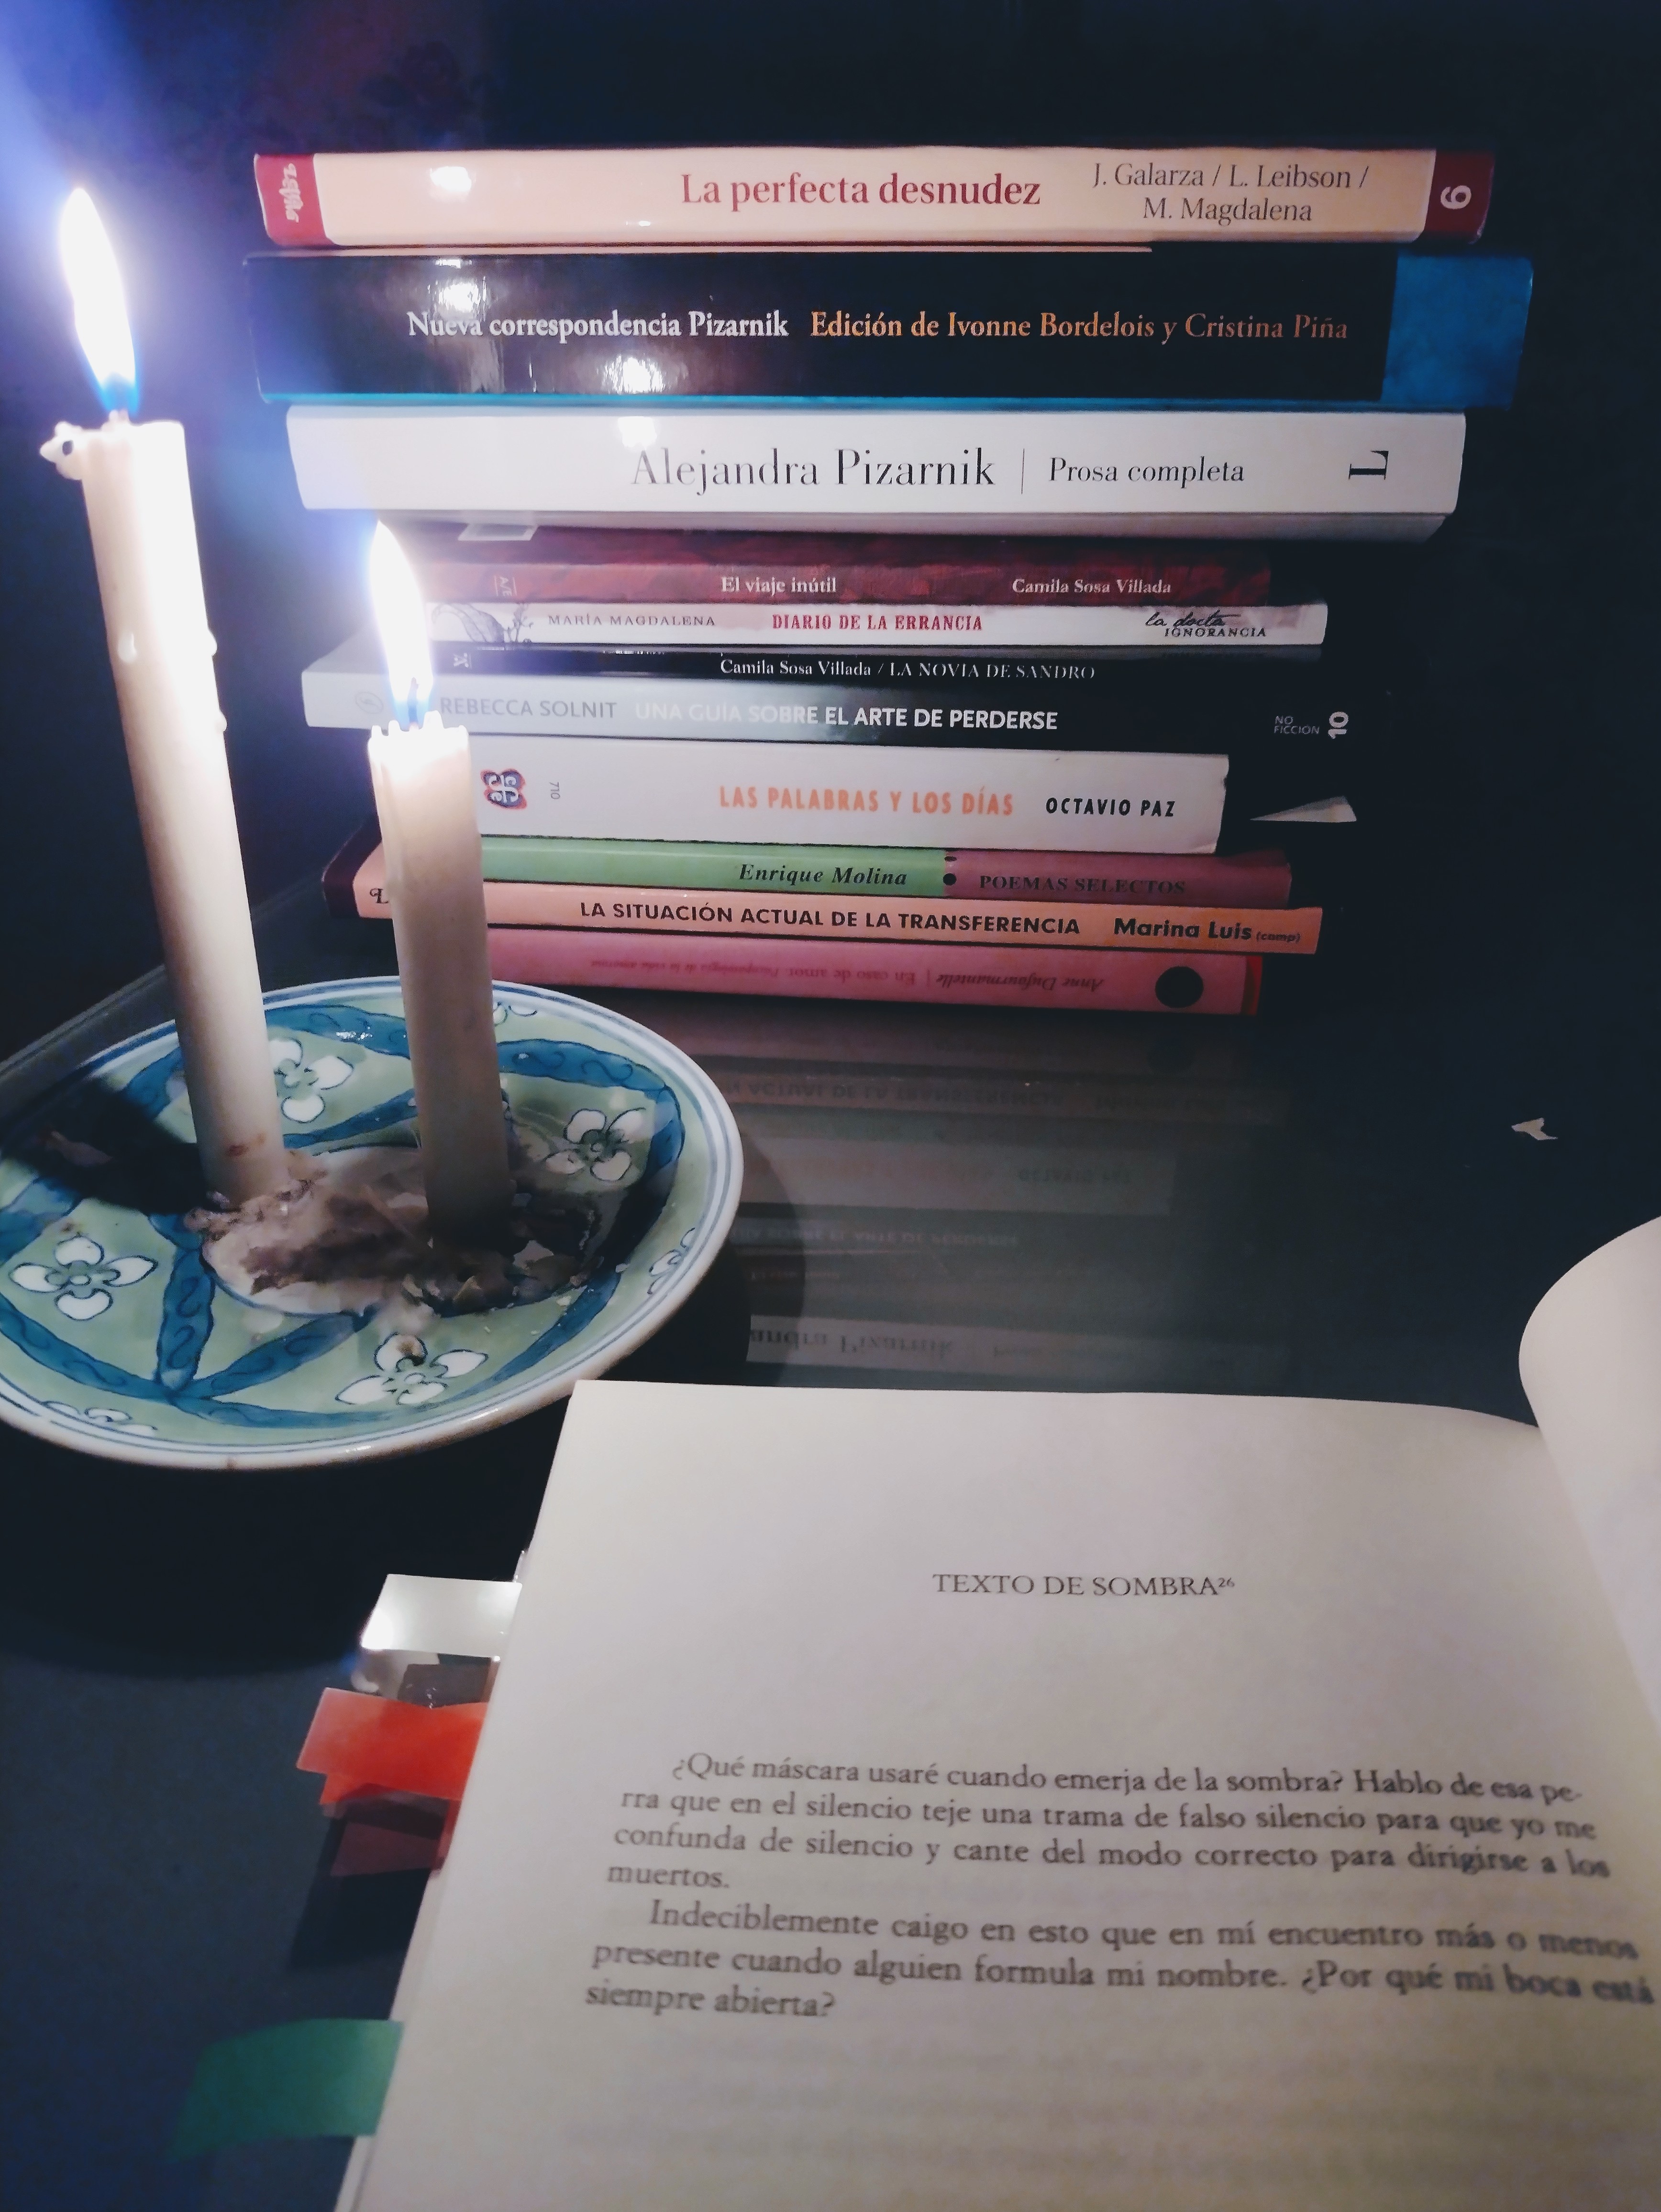 La perfecta desnudez J. Galarza / L. Leibson /
M. Magdalena
6
Nueva correspondencia Pizarnik Edición de Ivonne Bordelois y Cristina Piña
Alejandra Pizarnik Prosa completa L
El viaje inútil Camila Sosa Villada
MARÍA MAGDALENA DIARIO DE LA ERRANCIA la docta
IGNORANCIA
Camila Sosa Villada / LA NOVIA DE SANDRO
REBECCA SOLNIT UNA GUÍA SOBRE EL ARTE DE PERDERSE NO
FICCION 10
710 LAS PALABRAS Y LOS DÍAS OCTAVIO PAZ
Enrique Molina POEMAS SELECTOS
LA SITUACIÓN ACTUAL DE LA TRANSFERENCIA Marina Luis (comp)
Anne Dufourmantelle | En caso de amor
TEXTO DE SOMBRA26
¿Qué máscara usaré cuando emerja de la sombra? Hablo de esa pe-
rra que en el silencio teje una trama de falso silencio para que yo me
confunda de silencio y cante del modo correcto para dirigirse a los
muertos.
Indeciblemente caigo en esto que en mí encuentro más o menos
presente cuando alguien formula mi nombre. ¿Por qué mi boca está
siempre abierta?